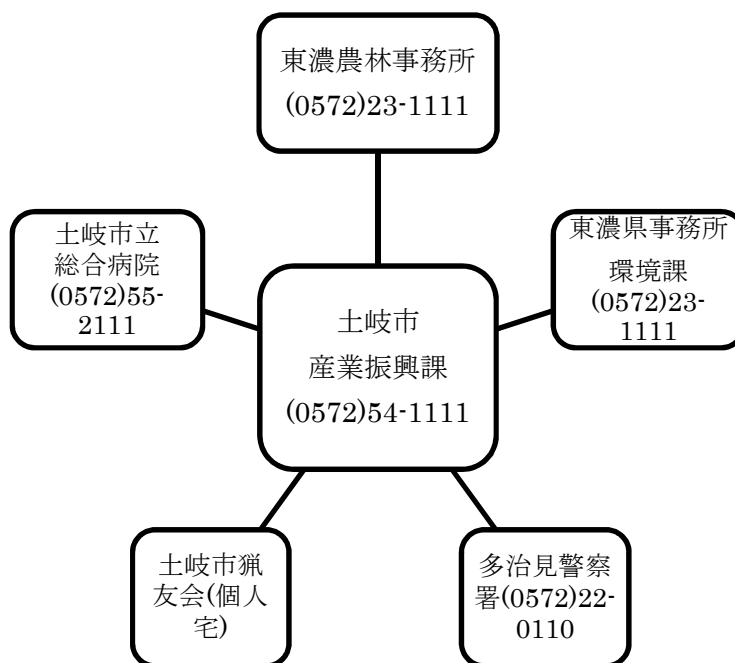 東濃農林事務所
(0572)23-1111
土岐市立
総合病院
(0572)55-
2111
東濃県事務所
環境課
(0572)23-
1111
土岐市
産業振興課
(0572)54-1111
土岐市猟
友会(個人
宅)
多治見警察
署(0572)22-
0110